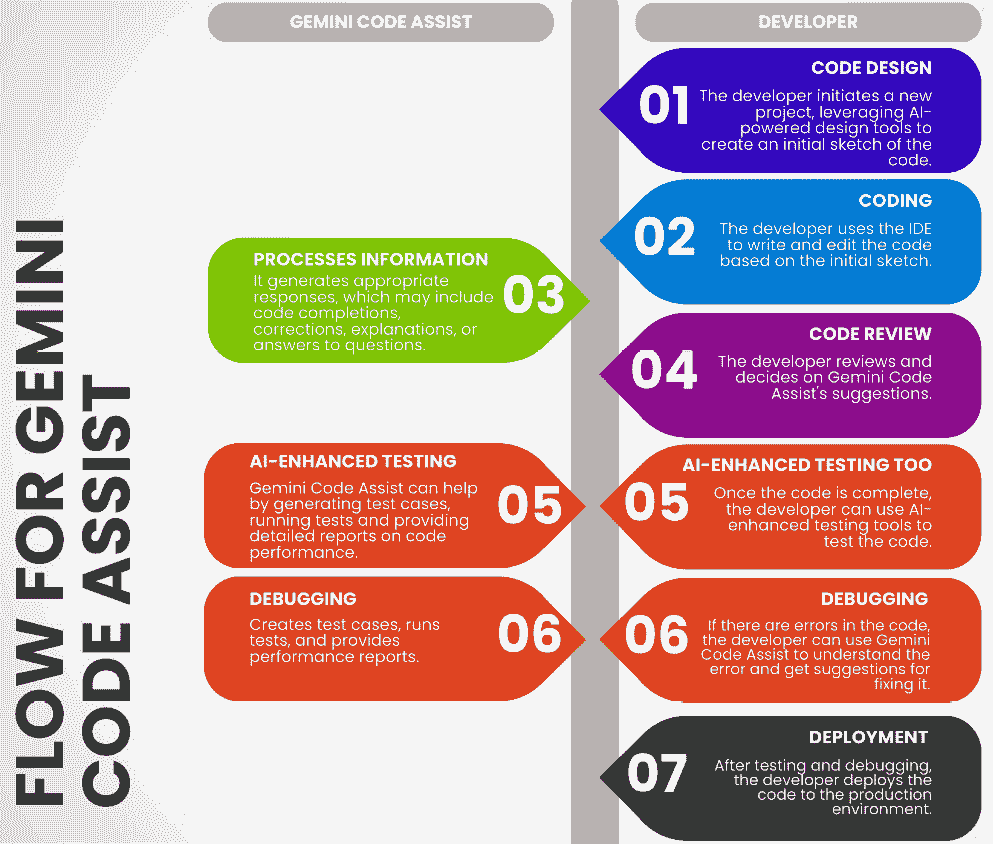 FLOW FOR GEMINI
CODE ASSIST
GEMINI CODE ASSIST
DEVELOPER
CODE DESIGN
01
The developer initiates a new
project, leveraging AI-
powered design tools to
create an initial sketch of the
code.
CODING
02
The developer uses the IDE
to write and edit the code
based on the initial sketch.
PROCESSES INFORMATION
It generates appropriate
responses, which may include
code completions,
corrections, explanations, or
answers to questions.
03
CODE REVIEW
04
The developer reviews and
decides on Gemini Code
Assist's suggestions.
AI-ENHANCED TESTING
Gemini Code Assist can help
by generating test cases,
running tests and providing
detailed reports on code
performance.
05
AI-ENHANCED TESTING TOO
05
Once the code is complete,
the developer can use AI-
enhanced testing tools to
test the code.
DEBUGGING
Creates test cases, runs
tests, and provides
performance reports.
06
DEBUGGING
06
If there are errors in the code,
the developer can use Gemini
Code Assist to understand the
error and get suggestions for
fixing it.
DEPLOYMENT
07
After testing and debugging,
the developer deploys the
code to the production
environment.